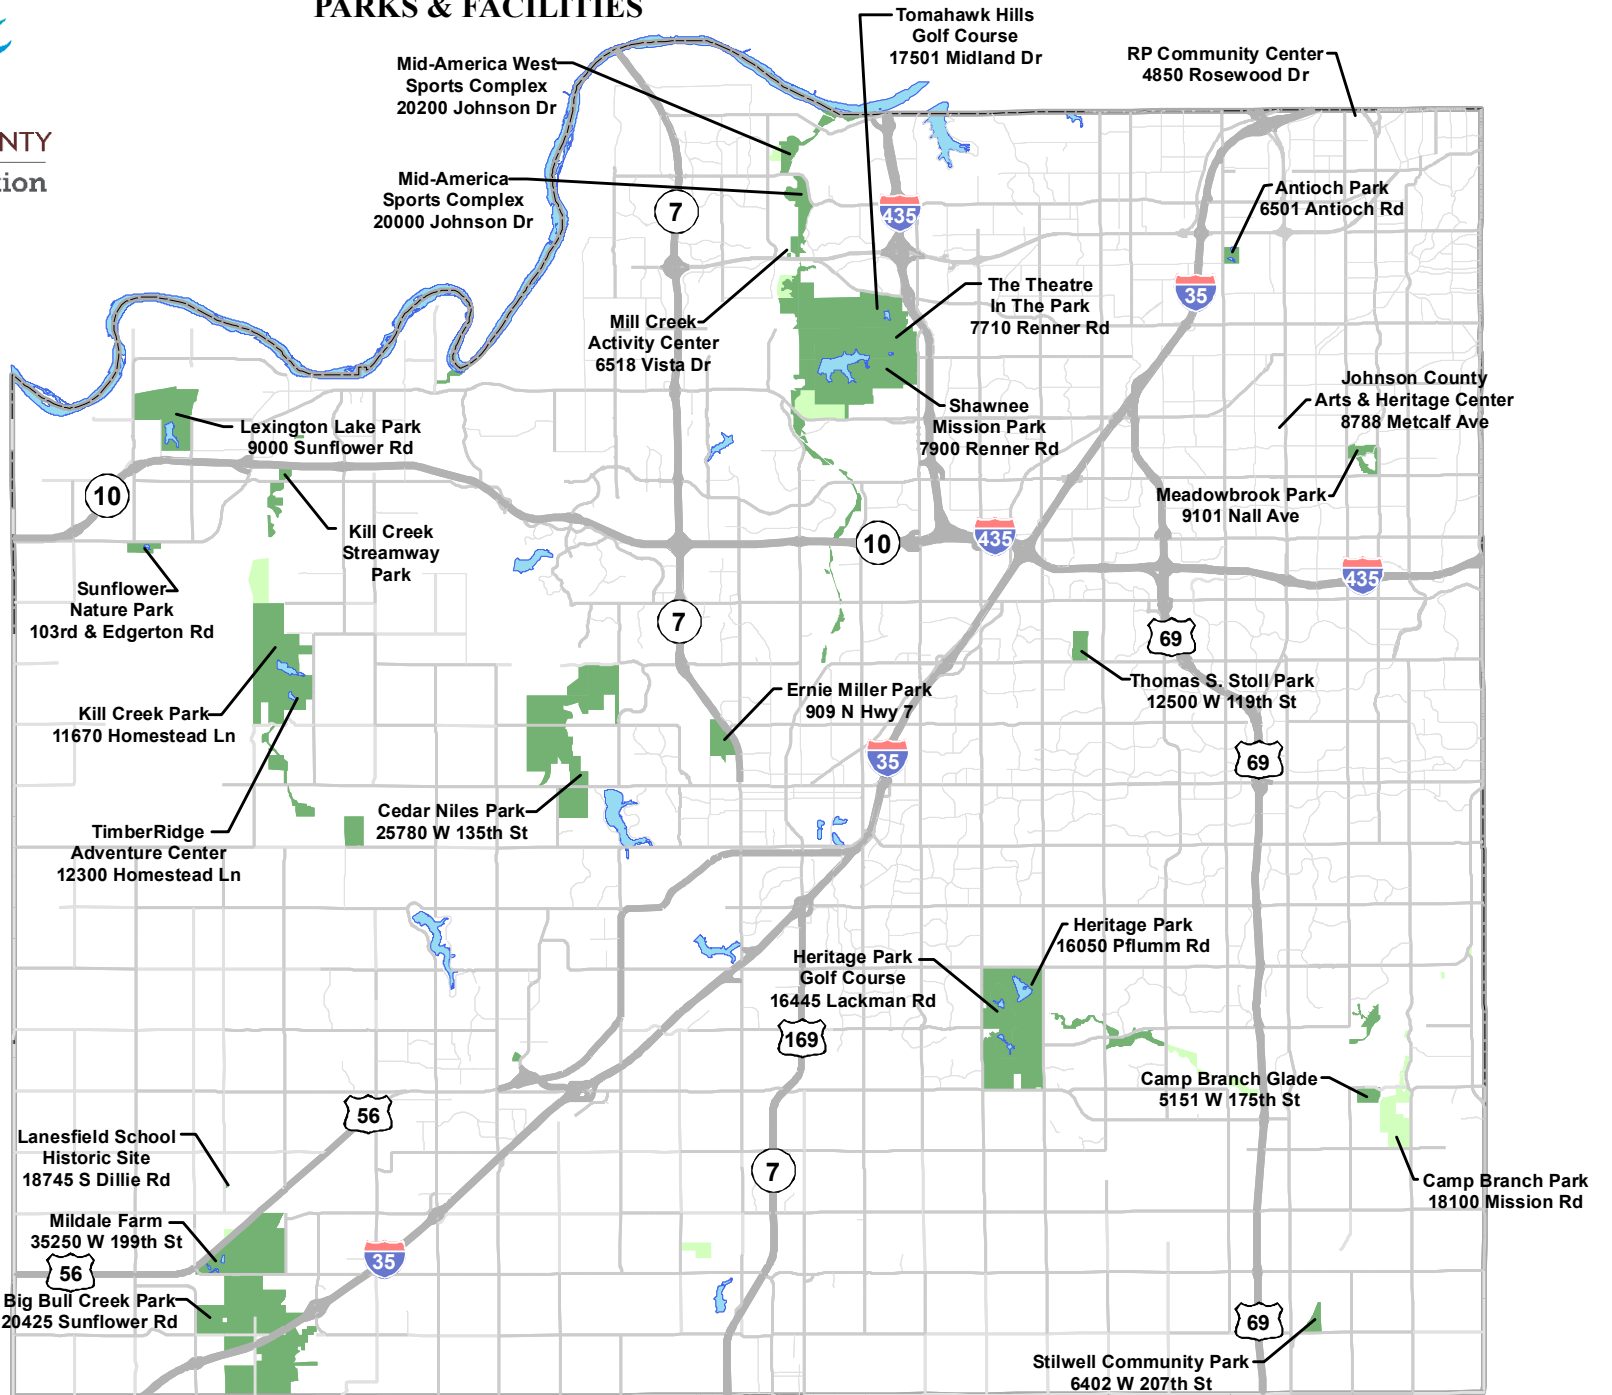 PARKS & FACILITIES
Tomahawk Hills
Golf Course
17501 Midland Dr
Mid-America West
Sports Complex
20200 Johnson Dr
RP Community Center
4850 Rosewood Dr
NTY
Mid-America
Sports Complex
20000 Johnson Dr
7
435
Antioch Park
6501 Antioch Rd
The Theatre
In The Park
7710 Renner Rd
35
Mill Creek
Activity Center
6518 Vista Dr
Johnson County
Arts & Heritage Center
8788 Metcalf Ave
Shawnee
Mission Park
7900 Renner Rd
Lexington Lake Park
9000 Sunflower Rd
10
Meadowbrook Park
9101 Nall Ave
Kill Creek
Streamway
Park
10
435
435
Sunflower
Nature Park
103rd & Edgerton Rd
7
69
Thomas S. Stoll Park
12500 W 119th St
Ernie Miller Park
909 N Hwy 7
Kill Creek Park
11670 Homestead Ln
35
69
Cedar Niles Park
25780 W 135th St
TimberRidge
Adventure Center
12300 Homestead Ln
Heritage Park
16050 Pflumm Rd
Heritage Park
Golf Course
16445 Lackman Rd
169
Camp Branch Glade
5151 W 175th St
56
Lanesfield School
Historic Site
18745 S Dillie Rd
7
Camp Branch Park
18100 Mission Rd
Mildale Farm
35250 W 199th St
35
56
Big Bull Creek Park
20425 Sunflower Rd
69
Stilwell Community Park
6402 W 207th St